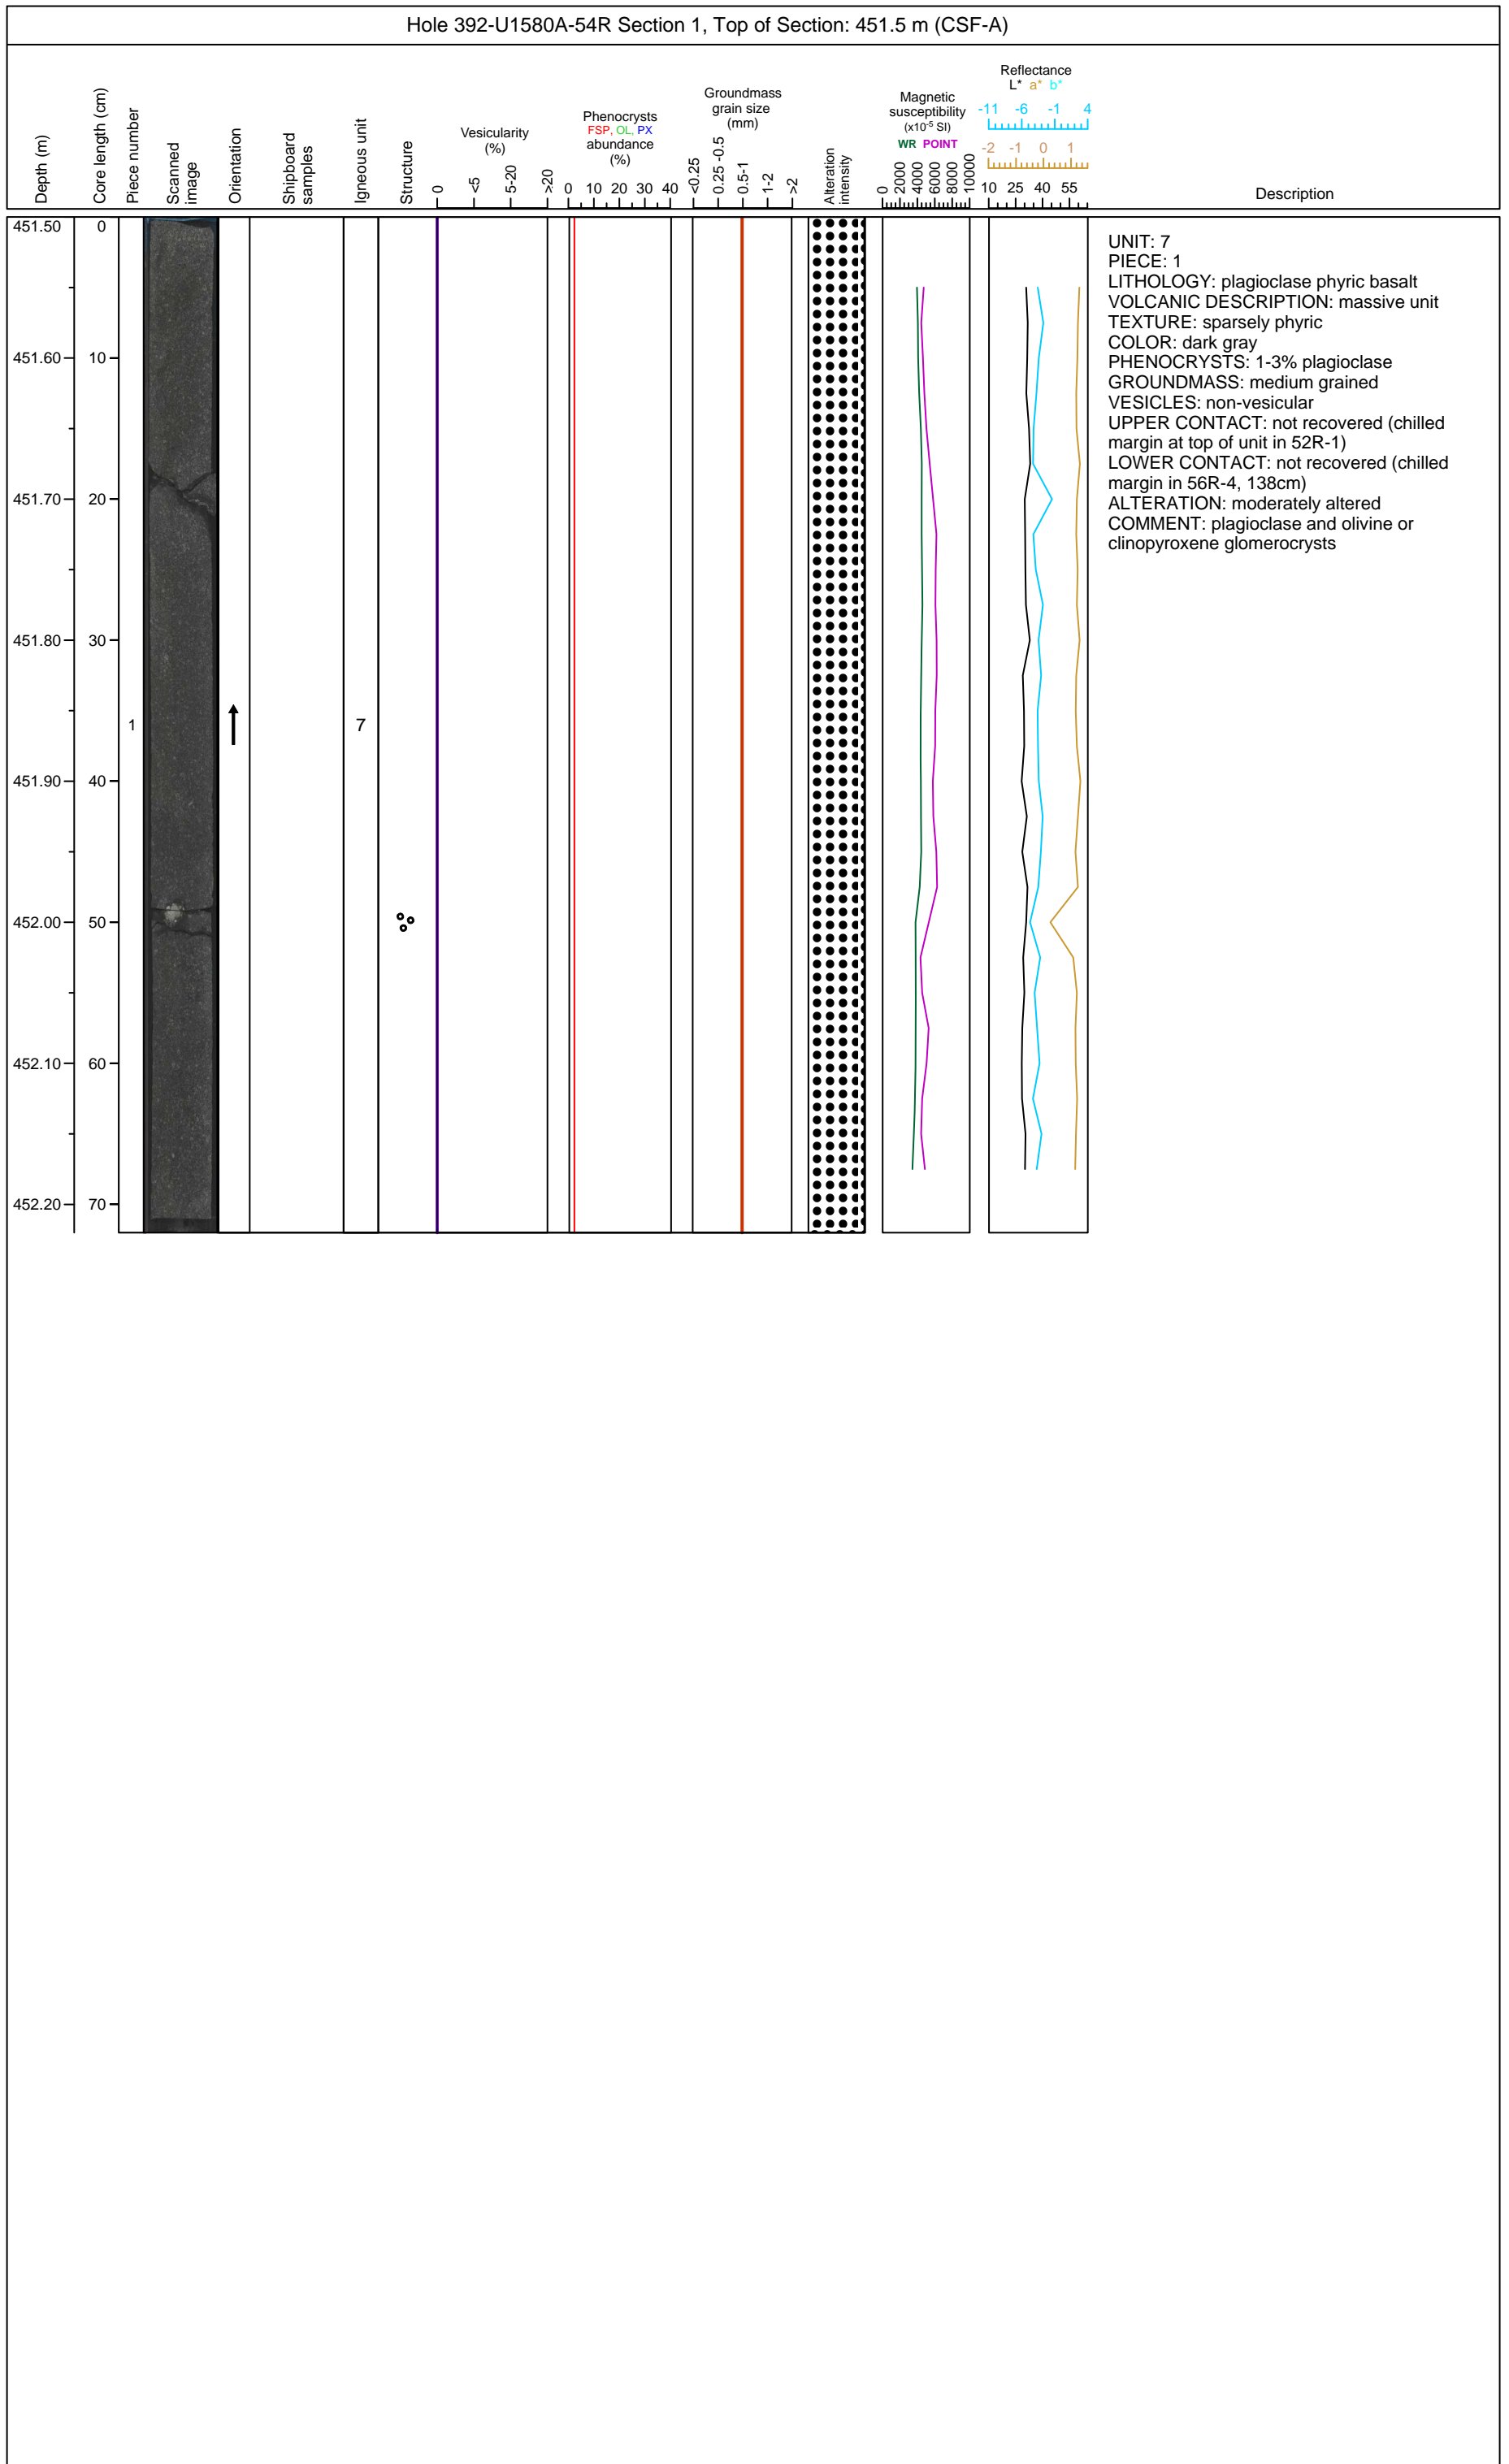 Hole 392-U1580A-54R Section 1, Top of Section: 451.5 m (CSF-A)
Depth (m)
Core length (cm)
Piece number
Scanned
image
Orientation
Shipboard
samples
Igneous unit
Structure
Vesicularity
(%)
0
<5
5-20
>20
Phenocrysts
FSP, OL, PX
abundance
(%)
0 10 20 30 40
Groundmass
grain size
(mm)
<0.25
0.25 -0.5
0.5-1
1-2
>2
Alteration
intensity
Magnetic
susceptibility
(x10-5 SI)
WR POINT
0
2000
4000
6000
8000
10000
Reflectance
L* a* b*
-11 -6 -1 4
-2 -1 0 1
10 25 40 55
Description
451.50 0
451.60 10
451.70 20
451.80 30
1 7
451.90 40
452.00 50
452.10 60
452.20 70
UNIT: 7
PIECE: 1
LITHOLOGY: plagioclase phyric basalt
VOLCANIC DESCRIPTION: massive unit
TEXTURE: sparsely phyric
COLOR: dark gray
PHENOCRYSTS: 1-3% plagioclase
GROUNDMASS: medium grained
VESICLES: non-vesicular
UPPER CONTACT: not recovered (chilled
margin at top of unit in 52R-1)
LOWER CONTACT: not recovered (chilled
margin in 56R-4, 138cm)
ALTERATION: moderately altered
COMMENT: plagioclase and olivine or
clinopyroxene glomerocrysts